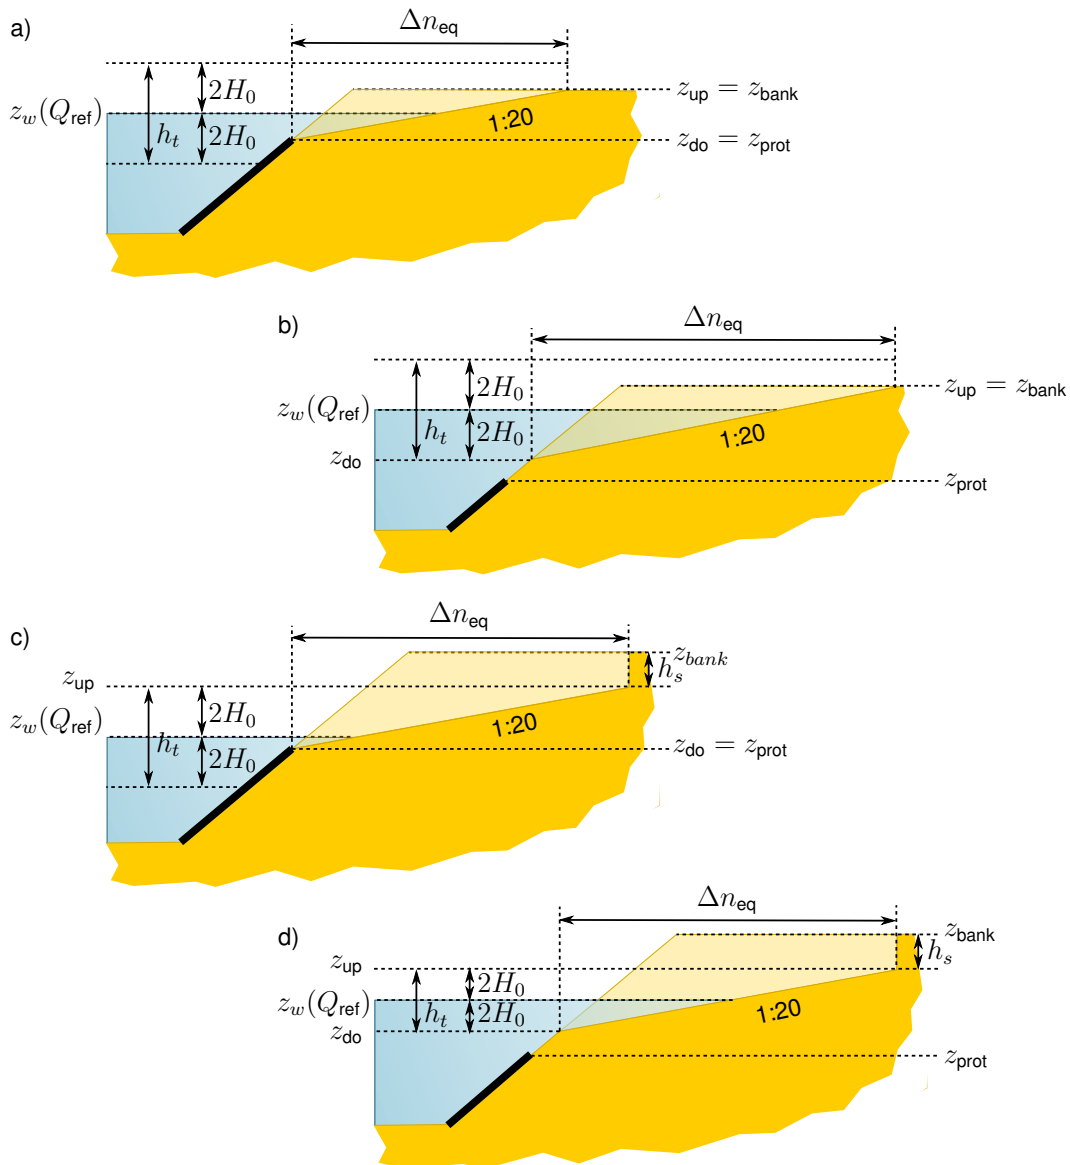 a)
Δn_eq
2H_0
z_up = z_bank
z_w(Q_ref)
1:20
h_t
2H_0
z_do = z_prot
b)
Δn_eq
2H_0
z_up = z_bank
z_w(Q_ref)
h_t
2H_0
1:20
z_do
z_prot
c)
Δn_eq
z_bank
h_s
z_up
2H_0
z_w(Q_ref)
1:20
h_t
2H_0
z_do = z_prot
d)
Δn_eq
z_bank
h_s
z_up
2H_0
z_w(Q_ref)
h_t
2H_0
1:20
z_do
z_prot